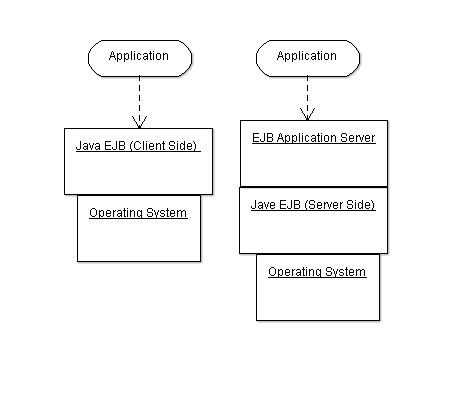 Application
Application
Java EJB (Client Side)
EJB Application Server
Operating System
Jave EJB (Server Side)
Operating System